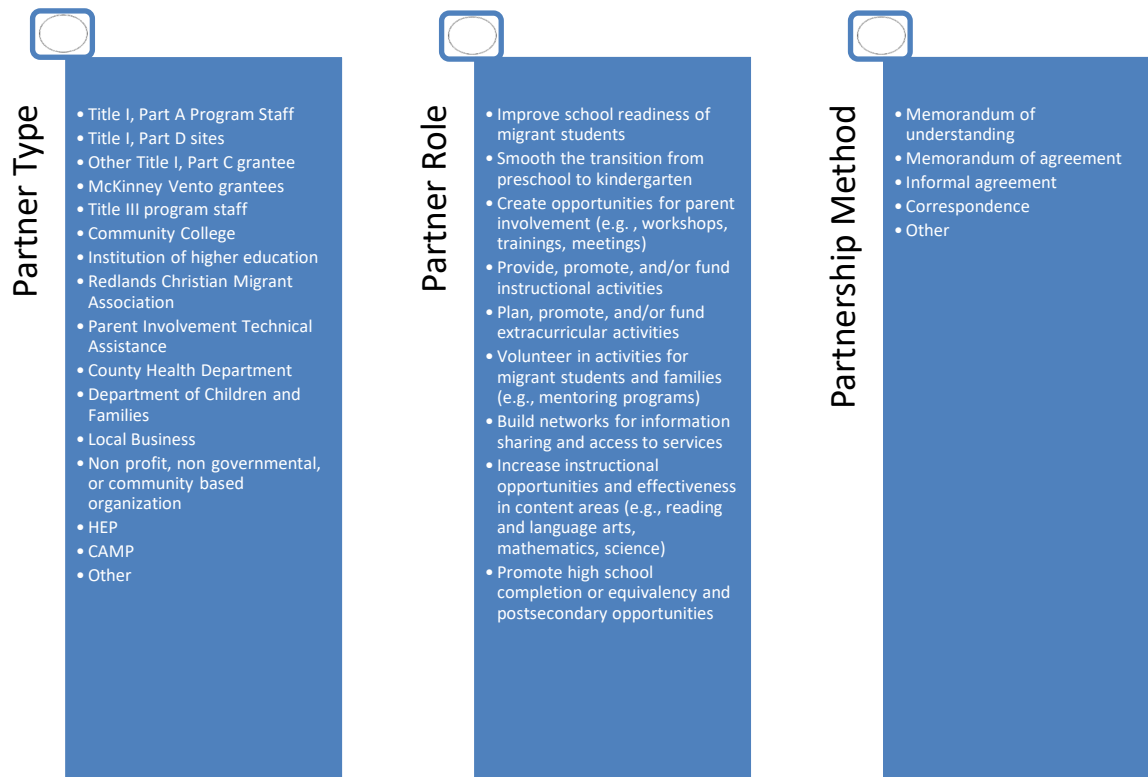 Partner Type
• Title I, Part A Program Staff
• Title I, Part D sites
• Other Title I, Part C grantee
• McKinney Vento grantees
• Title III program staff
• Community College
• Institution of higher education
• Redlands Christian Migrant
Association
• Parent Involvement Technical
Assistance
• County Health Department
• Department of Children and
Families
• Local Business
• Non profit, non governmental,
or community based
organization
• HEP
• CAMP
• Other
Partner Role
• Improve school readiness of
migrant students
• Smooth the transition from
preschool to kindergarten
• Create opportunities for parent
involvement (e.g. , workshops,
trainings, meetings)
• Provide, promote, and/or fund
instructional activities
• Plan, promote, and/or fund
extracurricular activities
• Volunteer in activities for
migrant students and families
(e.g., mentoring programs)
• Build networks for information
sharing and access to services
• Increase instructional
opportunities and effectiveness
in content areas (e.g., reading
and language arts,
mathematics, science)
• Promote high school
completion or equivalency and
postsecondary opportunities
Partnership Method
• Memorandum of
understanding
• Memorandum of agreement
• Informal agreement
• Correspondence
• Other